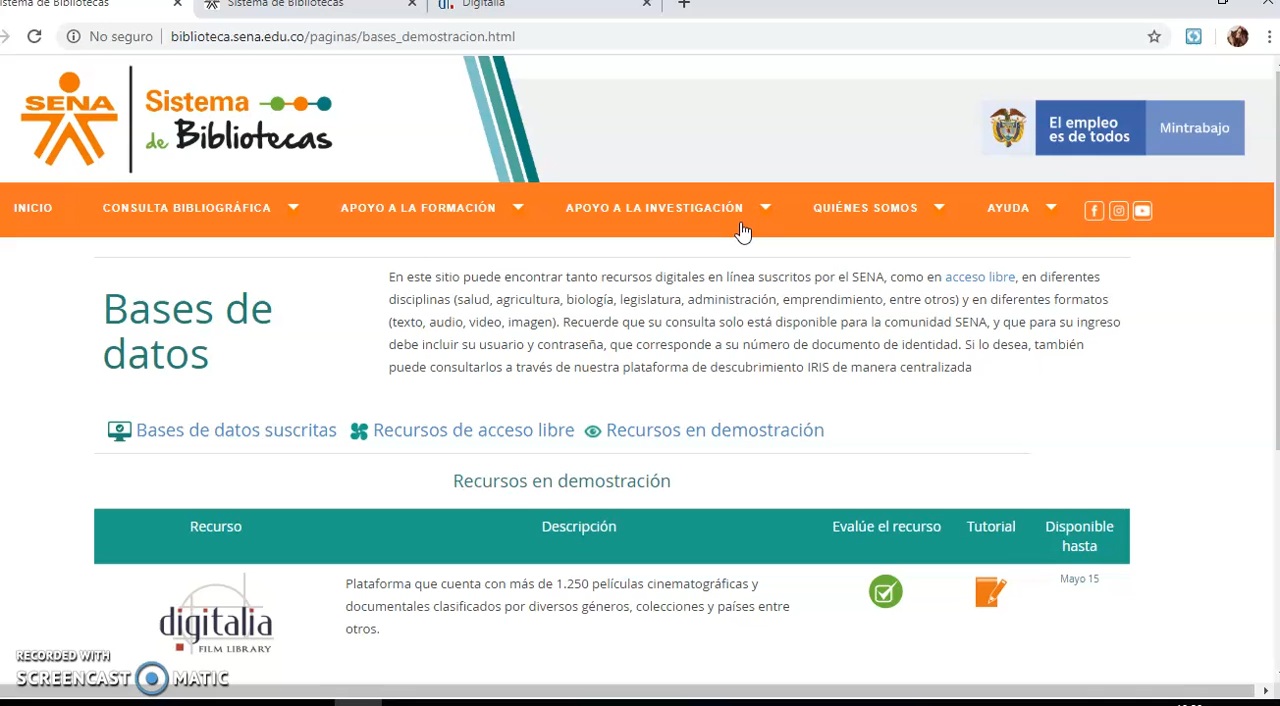 istema de Bibliotecas
Sistema de Bibliotecas
Digitalia
No seguro
biblioteca.sena.edu.co/paginas/bases_demostracion.html
SENA
Sistema
de Bibliotecas
El empleo
es de todos
Mintrabajo
INICIO
CONSULTA BIBLIOGRÁFICA
APOYO A LA FORMACIÓN
APOYO A LA INVESTIGACIÓN
QUIÉNES SOMOS
AYUDA
Bases de
datos
En este sitio puede encontrar tanto recursos digitales en línea suscritos por el SENA, como en acceso libre, en diferentes
disciplinas (salud, agricultura, biología, legislatura, administración, emprendimiento, entre otros) y en diferentes formatos
(texto, audio, video, imagen). Recuerde que su consulta solo está disponible para la comunidad SENA, y que para su ingreso
debe incluir su usuario y contraseña, que corresponde a su número de documento de identidad. Si lo desea, también
puede consultarlos a través de nuestra plataforma de descubrimiento IRIS de manera centralizada
Bases de datos suscritas
Recursos de acceso libre
Recursos en demostración
Recursos en demostración
Recurso
Descripción
Evalúe el recurso
Tutorial
Disponible
hasta
digitalia
FILM LIBRARY
Plataforma que cuenta con más de 1.250 películas cinematográficas y
documentales clasificados por diversos géneros, colecciones y países entre
otros.
Mayo 15
RECORDED WITH
SCREENCAST MATIC